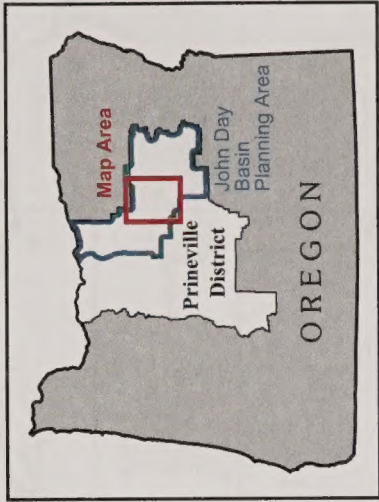 Map Area
John Day
Basin
Planning Area
Prineville
District
OREGON